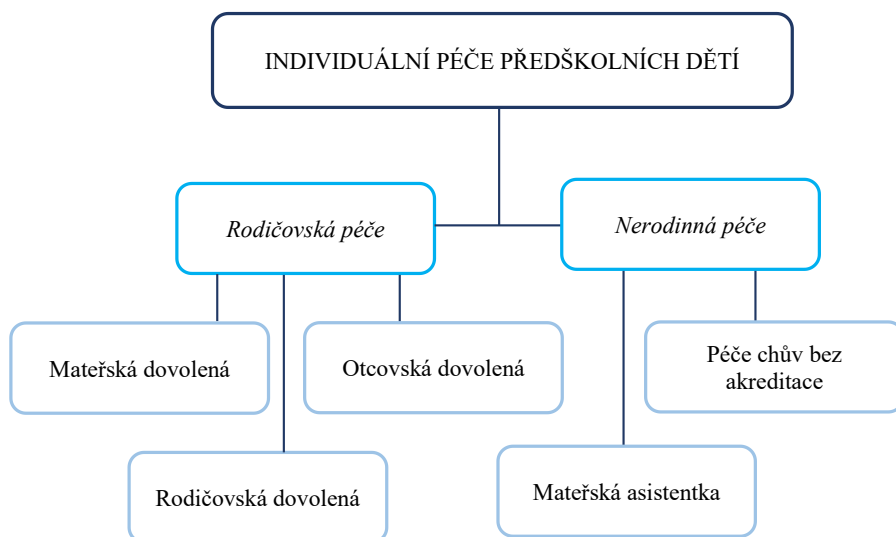 INDIVIDUÁLNÍ PÉČE PŘEDŠKOLNÍCH DĚTÍ
Rodičovská péče
Nerodinná péče
Mateřská dovolená
Otcovská dovolená
Péče chův bez
akreditace
Rodičovská dovolená
Mateřská asistentka